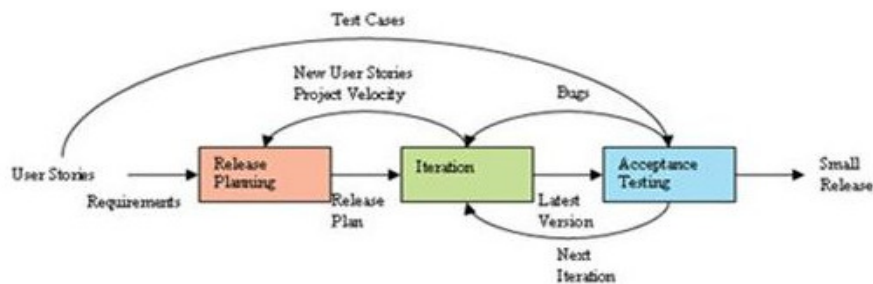 Test Cases
New User Stories
Project Velocity
Bugs
User Stories
Requirements
Release
Planning
Release
Plan
Iteration
Latest
Version
Acceptance
Testing
Next
Iteration
Small
Release